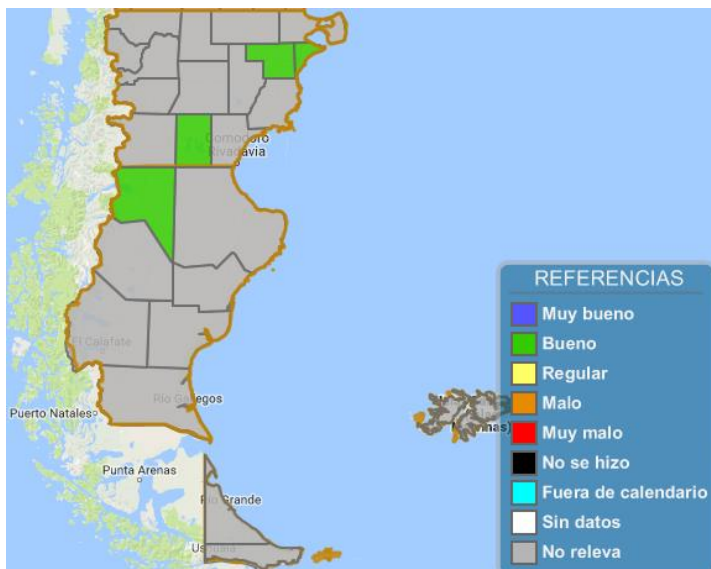 Comodoro
Rivadavia
El Calafate
Río Gallegos
Puerto Natales
Punta Arenas
Río Grande
Ushuaia
REFERENCIAS
Muy bueno
Bueno
Regular
Malo
Muy malo
No se hizo
Fuera de calendario
Sin datos
No releva